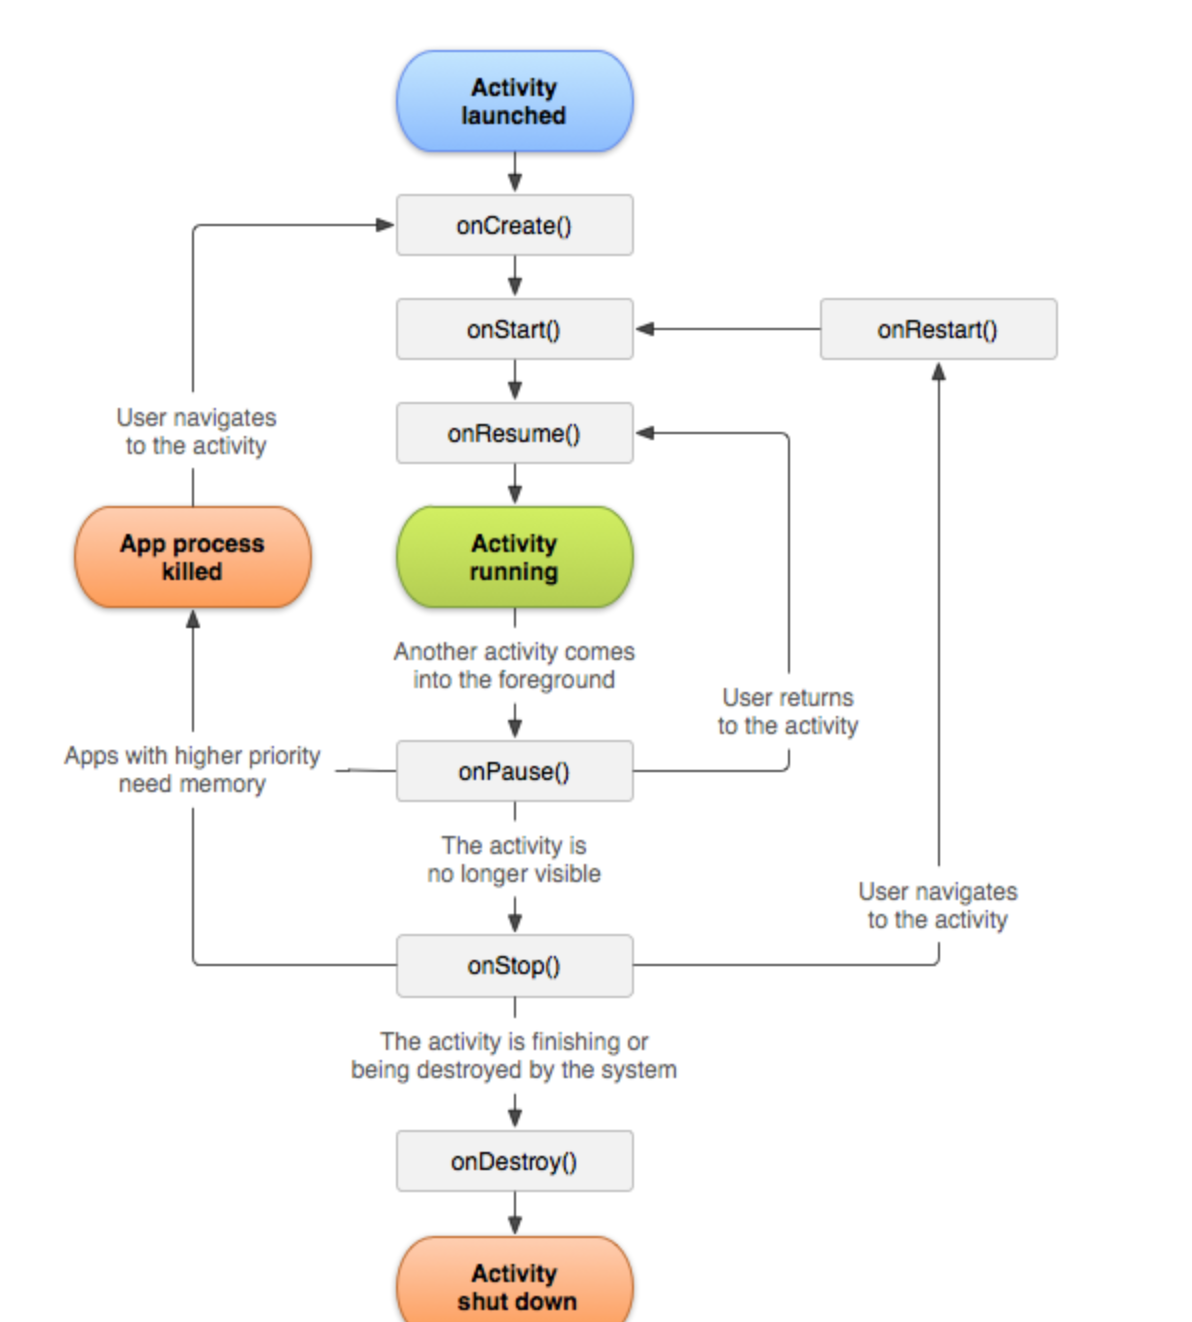 Activity
launched
onCreate()
onStart()
onRestart()
User navigates
to the activity
onResume()
App process
killed
Activity
running
Another activity comes
into the foreground
User returns
to the activity
Apps with higher priority
need memory
onPause()
The activity is
no longer visible
User navigates
to the activity
onStop()
The activity is finishing or
being destroyed by the system
onDestroy()
Activity
shut down